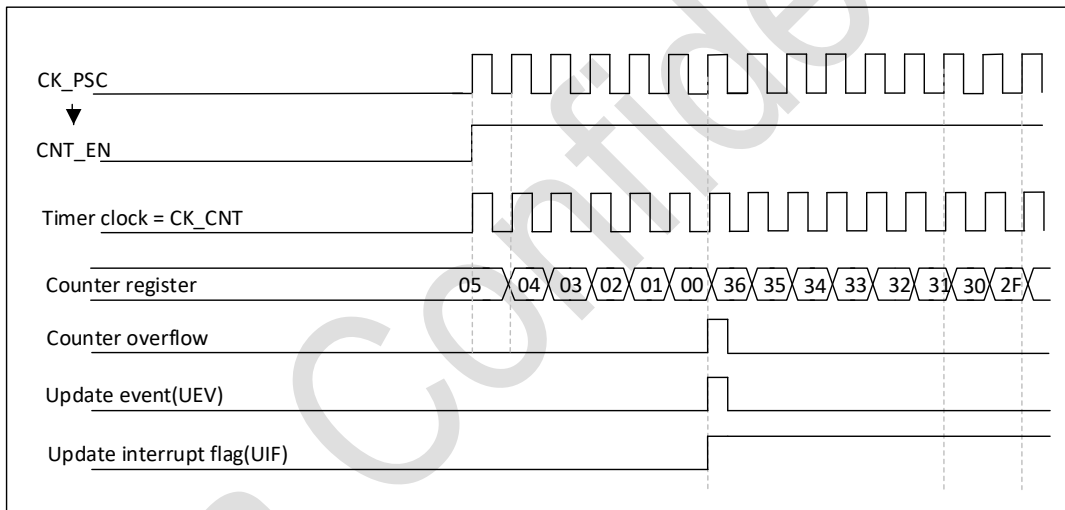 CK_PSC
CNT_EN
Timer clock = CK_CNT
Counter register 05 04 03 02 01 00 36 35 34 33 32 31 30 2F
Counter overflow
Update event(UEV)
Update interrupt flag(UIF)